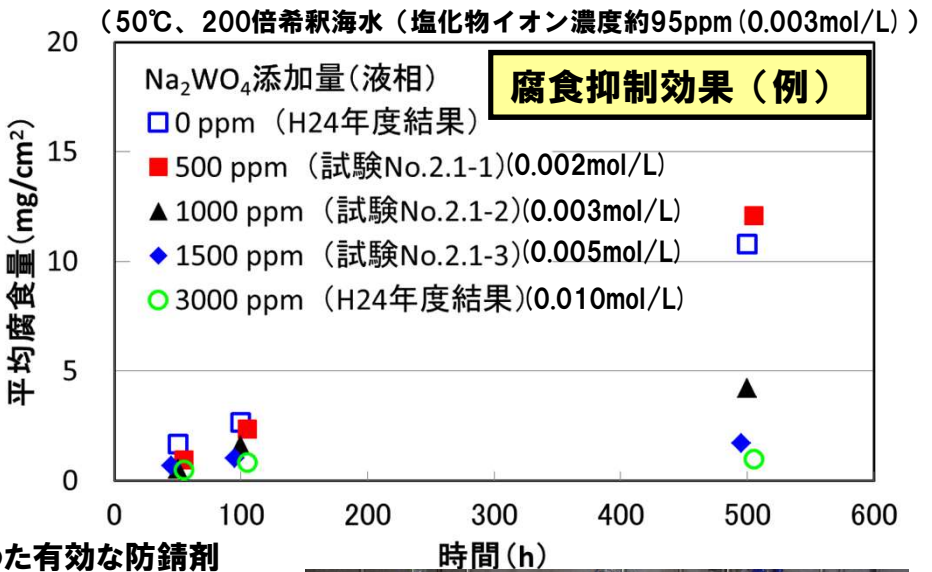 （50℃、200倍希釈海水（塩化物イオン濃度約95ppm(0.003mol/L)）
腐食抑制効果（例）
Na₂WO₄添加量(液相)
0 ppm（H24年度結果）
500 ppm（試験No.2.1-1)(0.002mol/L)
1000 ppm（試験No.2.1-2)(0.003mol/L)
1500 ppm（試験No.2.1-3)(0.005mol/L)
3000 ppm（H24年度結果)(0.010mol/L)
平均腐食量(mg/cm²)
20
15
10
5
0
0 100 200 300 400 500 600
時間(h)
た有効な防錆剤